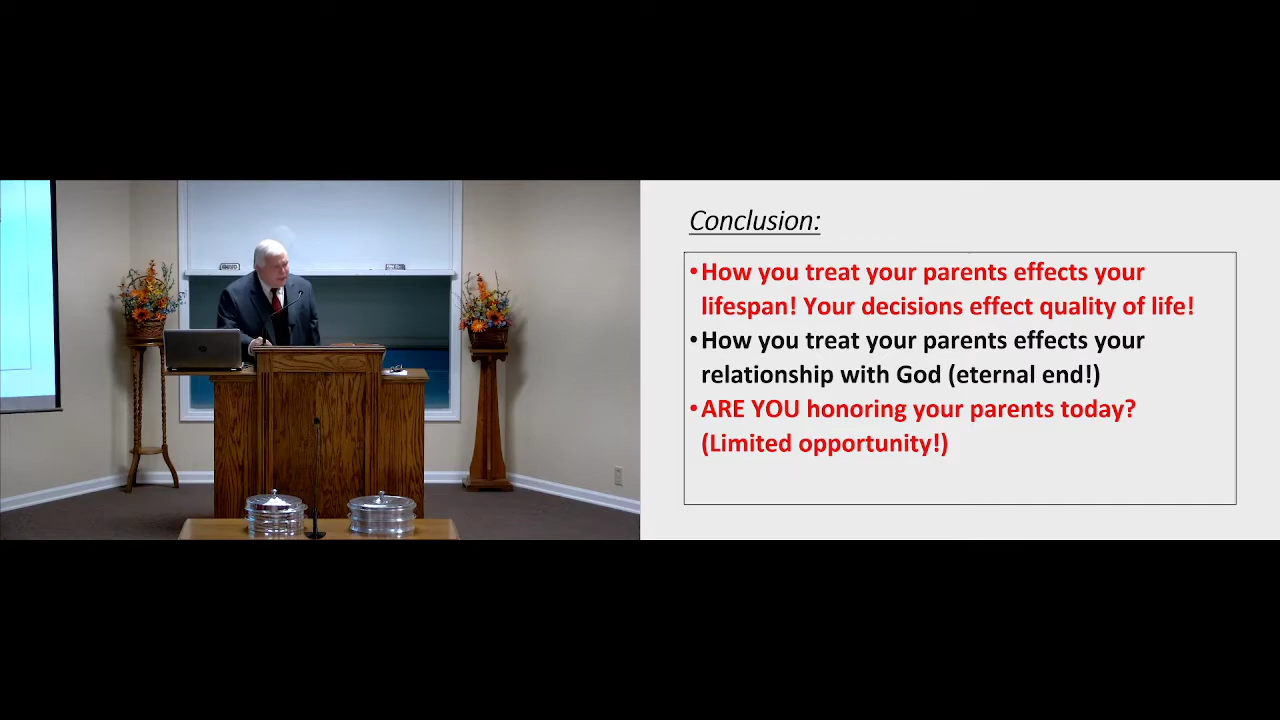 Conclusion:
•How you treat your parents effects your
lifespan! Your decisions effect quality of life!
•How you treat your parents effects your
relationship with God (eternal end!)
•ARE YOU honoring your parents today?
(Limited opportunity!)